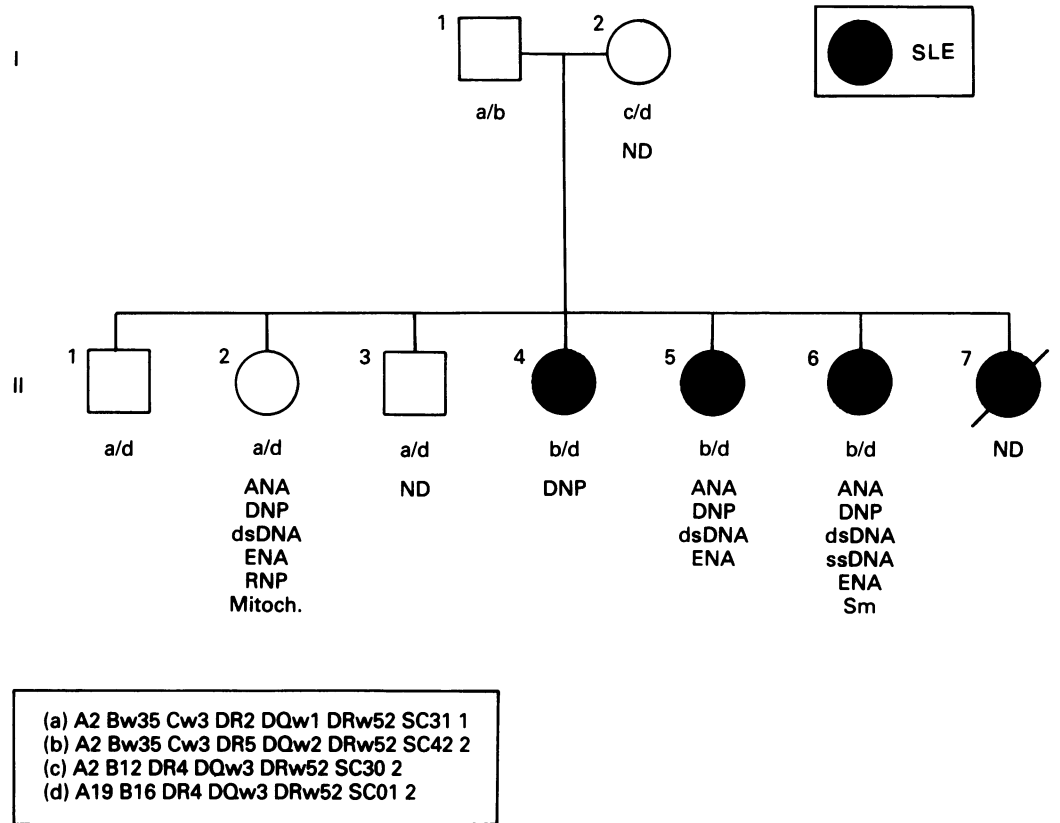 1 2
SLE
I
a/b c/d
ND
1 2 3 4 5 6 7
II
a/d a/d a/d b/d b/d b/d ND
ANA ND DNP ANA ANA
DNP DNP DNP
dsDNA dsDNA dsDNA
ENA ENA ssDNA
RNP ENA
Mitoch. Sm
(a) A2 Bw35 Cw3 DR2 DQw1 DRw52 SC31 1
(b) A2 Bw35 Cw3 DR5 DQw2 DRw52 SC42 2
(c) A2 B12 DR4 DQw3 DRw52 SC30 2
(d) A19 B16 DR4 DQw3 DRw52 SC01 2